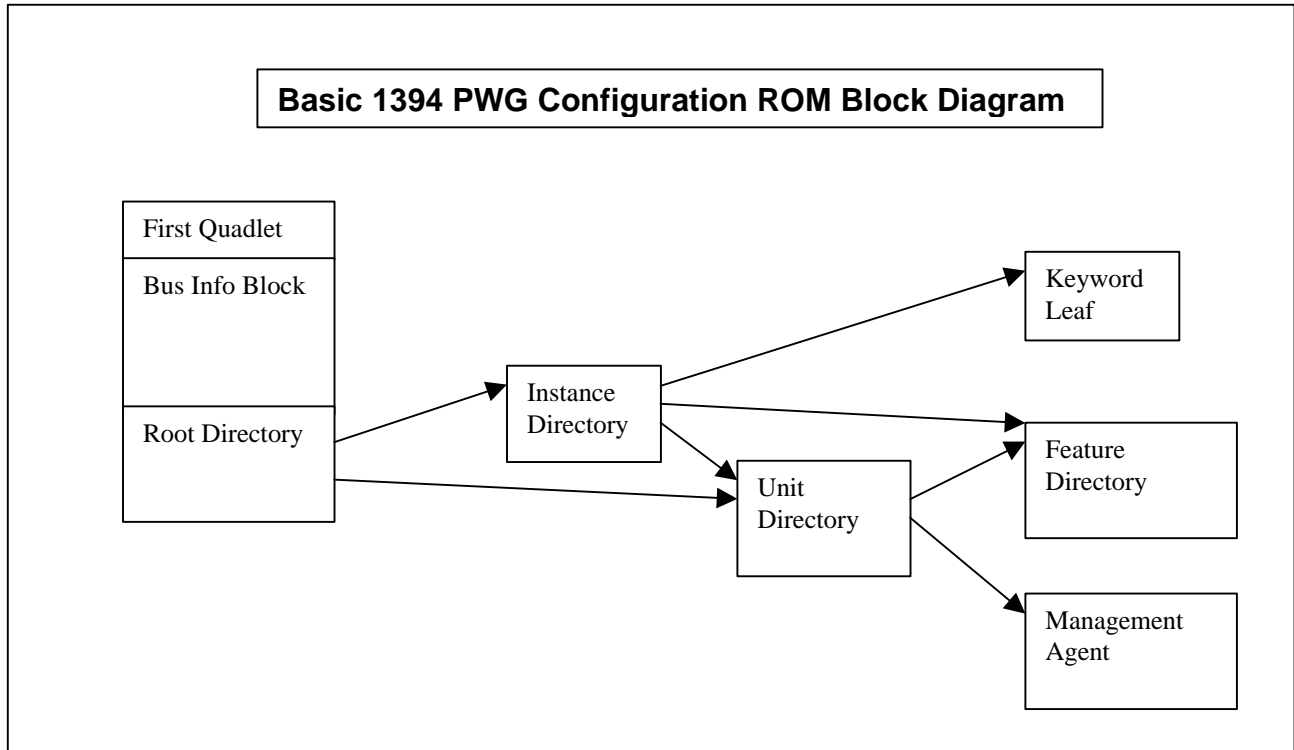 Basic 1394 PWG Configuration ROM Block Diagram
First Quadlet
Bus Info Block
Root Directory
Instance
Directory
Unit
Directory
Keyword
Leaf
Feature
Directory
Management
Agent